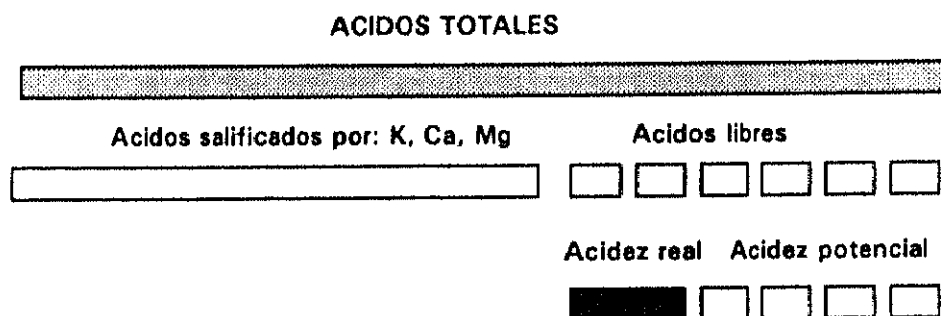 ACIDOS TOTALES
Acidos salificados por: K, Ca, Mg Acidos libres
Acidez real Acidez potencial